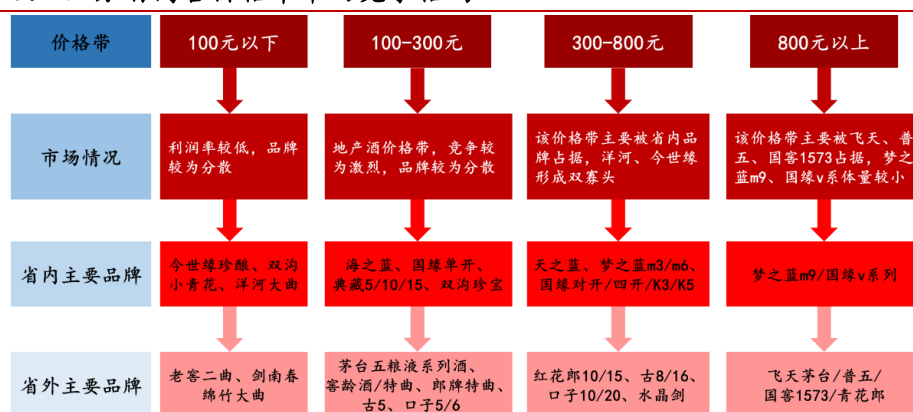 价格带
100元以下
100-300元
300-800元
800元以上
市场情况
利润率较低，品牌
较为分散
地产酒价格带，竞争较
为激烈，品牌较为分散
该价格带主要被省内品
牌占据，洋河、今世缘
形成双寡头
该价格带主要被飞天、普
五、国窖1573占据，梦之
蓝m9、国缘v系体量较小
省内主要品牌
今世缘珍酿、双沟
小青花、洋河大曲
海之蓝、国缘单开、
典藏5/10/15、双沟珍宝
天之蓝、梦之蓝m3/m6、
国缘对开/四开/K3/K5
梦之蓝m9/国缘v系列
省外主要品牌
老窖二曲、剑南春
绵竹大曲
茅台五粮液系列酒、
窖龄酒/特曲、郎牌特曲、
古5、口子5/6
红花郎10/15、古8/16、
口子10/20、水晶剑
飞天茅台/普五/
国窖1573/青花郎